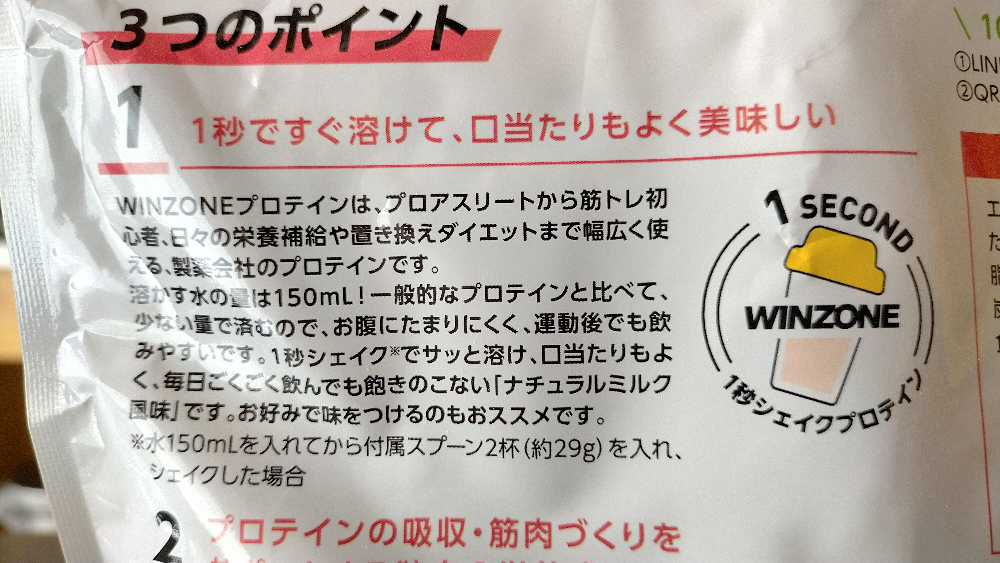 3つのポイント
1
1秒ですぐ溶けて、口当たりもよく美味しい
WINZONEプロテインは、プロアスリートから筋トレ初
心者、日々の栄養補給や置き換えダイエットまで幅広く使
える、製薬会社のプロテインです。
溶かす水の量は150mL！一般的なプロテインと比べて、
少ない量で済むので、お腹にたまりにくく、運動後でも飲
みやすいです。1秒シェイク※でサッと溶け、口当たりもよ
く、毎日ごくごく飲んでも飽きのこない「ナチュラルミルク
風味」です。お好みで味をつけるのもおススメです。
※水150mLを入れてから付属スプーン2杯（約29g）を入れ、
シェイクした場合
1 SECOND
WINZONE
1秒シェイクプロテイン
2
プロテインの吸収・筋肉づくりを
①LIN
②QR